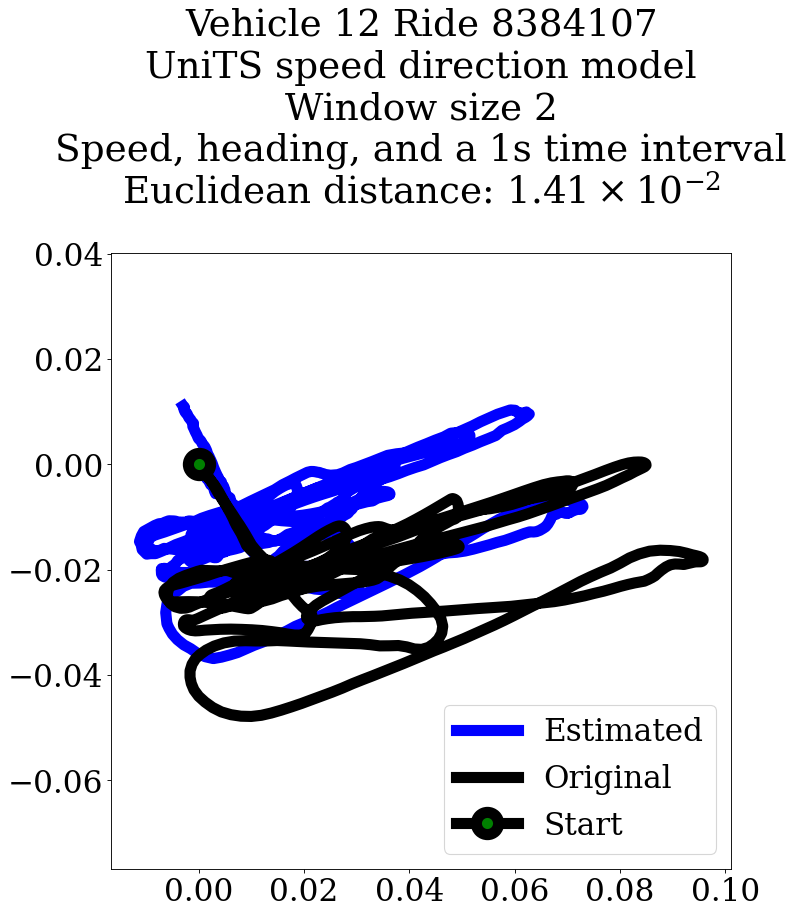 Vehicle 12 Ride 8384107
UniTS speed direction model
Window size 2
Speed, heading, and a 1s time interval
Euclidean distance: 1.41 × 10⁻²
0.04
0.02
0.00
−0.02
−0.04
−0.06
Estimated
Original
Start
0.00 0.02 0.04 0.06 0.08 0.10